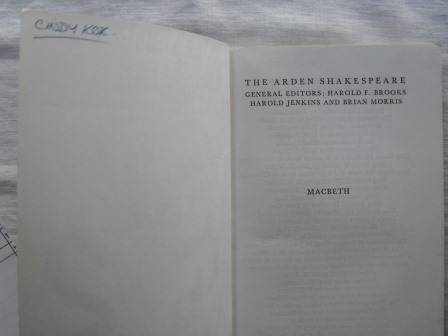 THE ARDEN SHAKESPEARE
GENERAL EDITORS: HAROLD F. BROOKS
HAROLD JENKINS AND BRIAN MORRIS
MACBETH